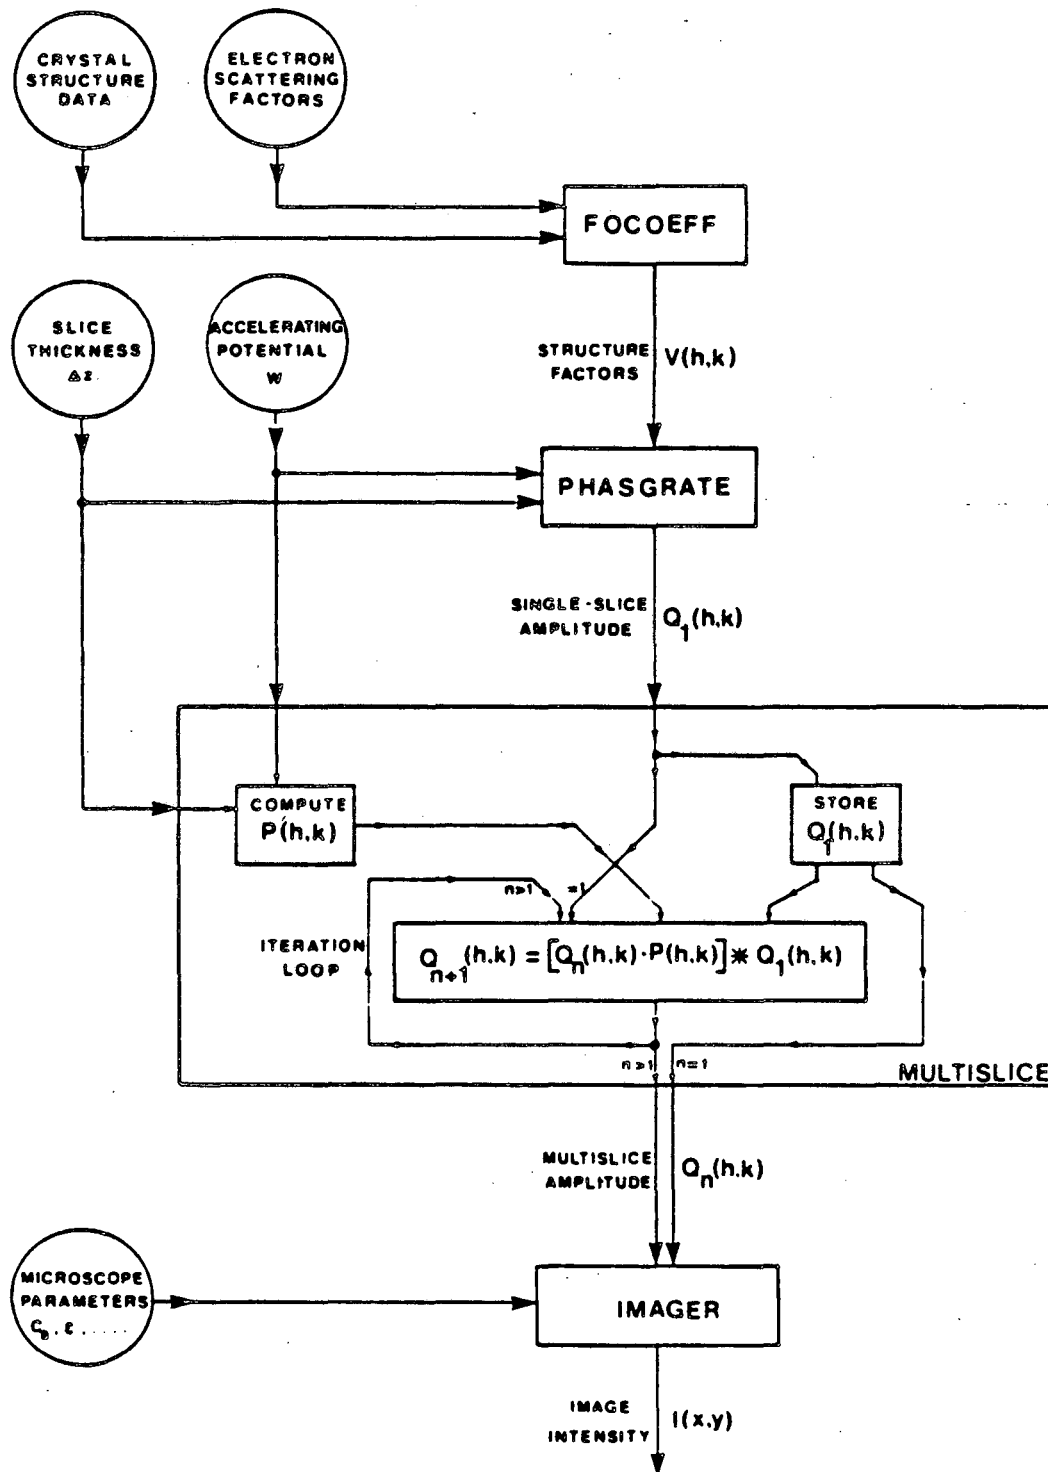 CRYSTAL
STRUCTURE
DATA
ELECTRON
SCATTERING
FACTORS
FOCOEFF
SLICE
THICKNESS
Δz
ACCELERATING
POTENTIAL
W
STRUCTURE
FACTORS
V(h,k)
PHASGRATE
SINGLE-SLICE
AMPLITUDE
Q₁(h,k)
COMPUTE
P(h,k)
STORE
Q₁(h,k)
n>1
=1
ITERATION
LOOP
Qₙ₊₁(h,k) = [Qₙ(h,k)·P(h,k)] * Q₁(h,k)
n>1
n=1
MULTISLICE
MULTISLICE
AMPLITUDE
Qₙ(h,k)
MICROSCOPE
PARAMETERS
Cₛ, ε, .....
IMAGER
IMAGE
INTENSITY
I(x,y)